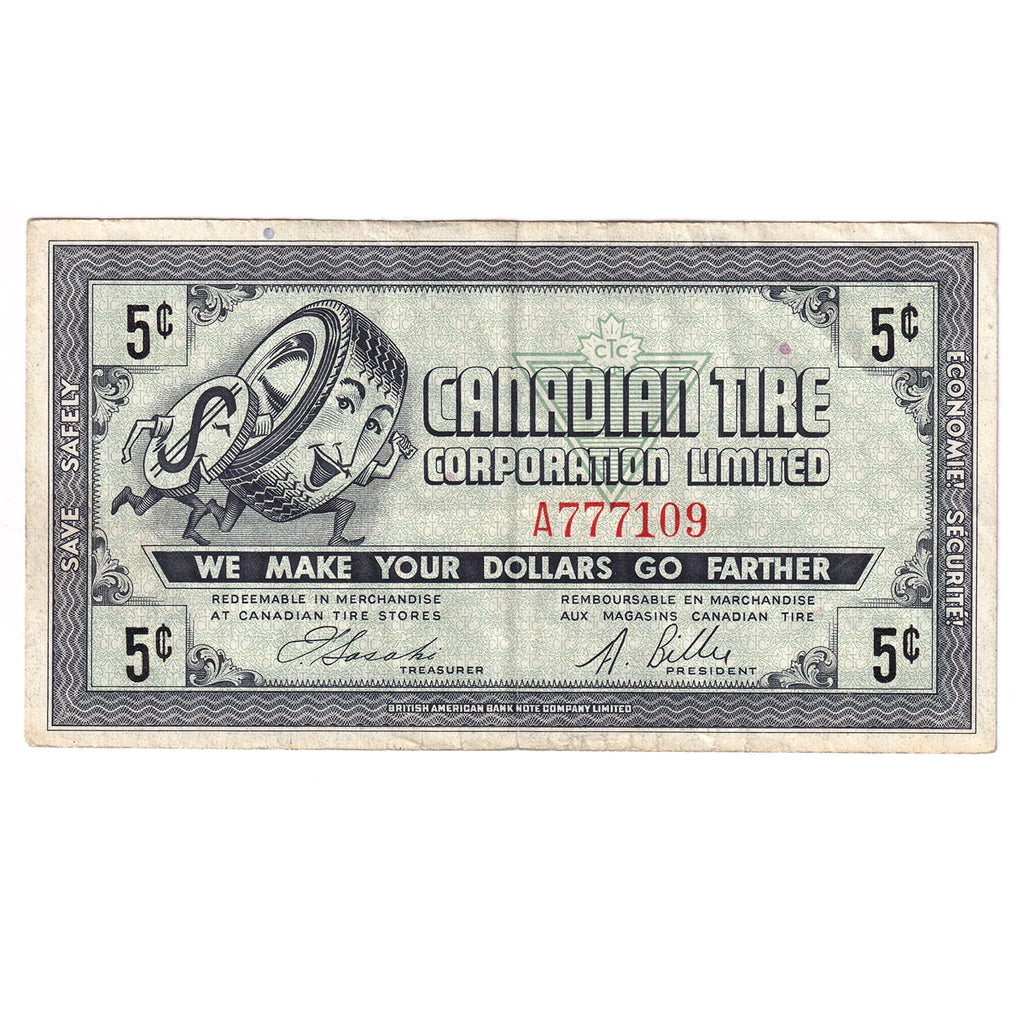 5¢
5¢
$
CTC
CANADIAN TIRE
CORPORATION LIMITED
A777109
SAVE SAFELY
ÉCONOMIE! SÉCURITÉ!
WE MAKE YOUR DOLLARS GO FARTHER
REDEEMABLE IN MERCHANDISE
AT CANADIAN TIRE STORES
REMBOURSABLE EN MARCHANDISE
AUX MAGASINS CANADIAN TIRE
5¢
5¢
TREASURER
A. Billes
PRESIDENT
BRITISH AMERICAN BANK NOTE COMPANY LIMITED